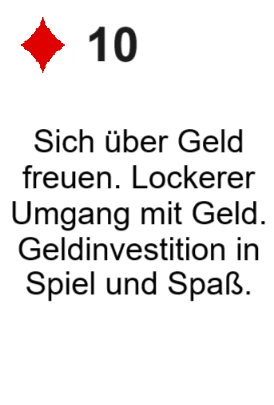 10
Sich über Geld
freuen. Lockerer
Umgang mit Geld.
Geldinvestition in
Spiel und Spaß.